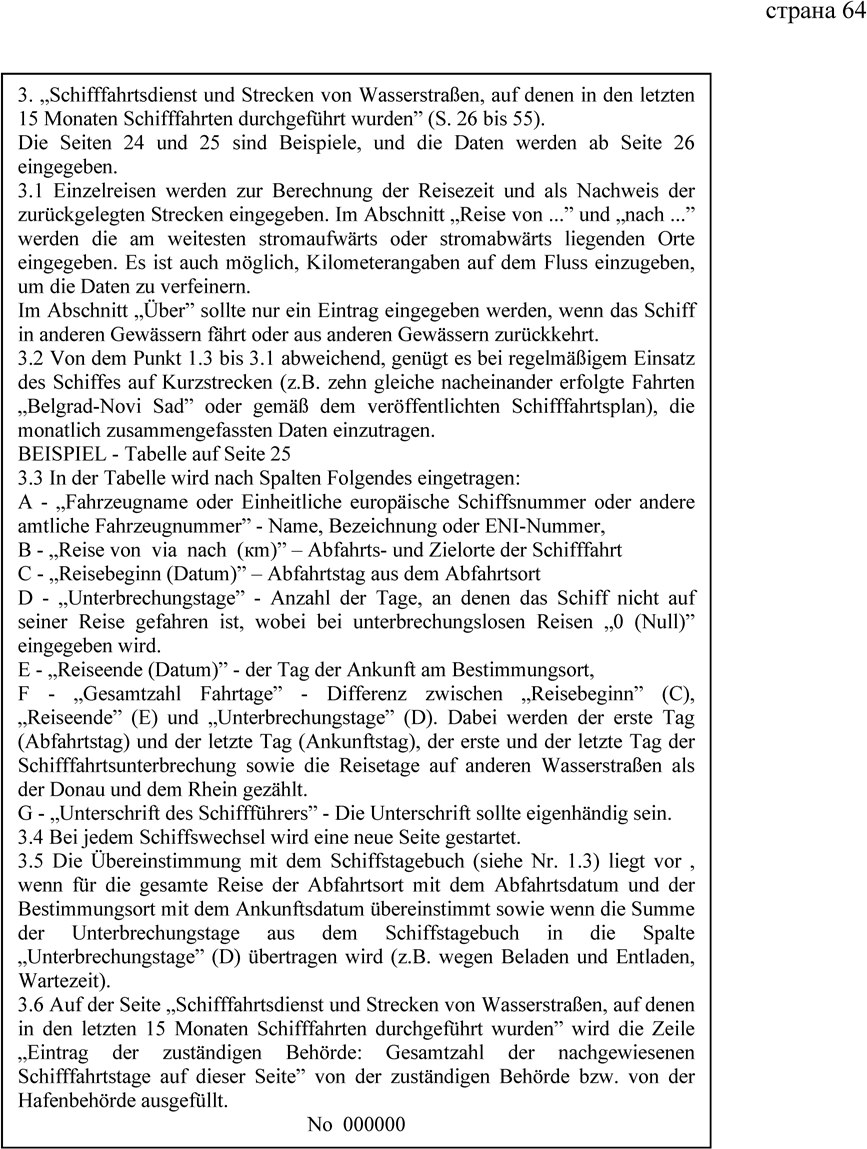 страна 64
3. „Schifffahrtsdienst und Strecken von Wasserstraßen, auf denen in den letzten
15 Monaten Schifffahrten durchgeführt wurden” (S. 26 bis 55).
Die Seiten 24 und 25 sind Beispiele, und die Daten werden ab Seite 26
eingegeben.
3.1 Einzelreisen werden zur Berechnung der Reisezeit und als Nachweis der
zurückgelegten Strecken eingegeben. Im Abschnitt „Reise von ...” und „nach ...”
werden die am weitesten stromaufwärts oder stromabwärts liegenden Orte
eingegeben. Es ist auch möglich, Kilometerangaben auf dem Fluss einzugeben,
um die Daten zu verfeinern.
Im Abschnitt „Über” sollte nur ein Eintrag eingegeben werden, wenn das Schiff
in anderen Gewässern fährt oder aus anderen Gewässern zurückkehrt.
3.2 Von dem Punkt 1.3 bis 3.1 abweichend, genügt es bei regelmäßigem Einsatz
des Schiffes auf Kurzstrecken (z.B. zehn gleiche nacheinander erfolgte Fahrten
„Belgrad-Novi Sad” oder gemäß dem veröffentlichten Schifffahrtsplan), die
monatlich zusammengefassten Daten einzutragen.
BEISPIEL - Tabelle auf Seite 25
3.3 In der Tabelle wird nach Spalten Folgendes eingetragen:
A - „Fahrzeugname oder Einheitliche europäische Schiffsnummer oder andere
amtliche Fahrzeugnummer” - Name, Bezeichnung oder ENI-Nummer,
B - „Reise von via nach (кm)” – Abfahrts- und Zielorte der Schifffahrt
C - „Reisebeginn (Datum)” – Abfahrtstag aus dem Abfahrtsort
D - „Unterbrechungstage” - Anzahl der Tage, an denen das Schiff nicht auf
seiner Reise gefahren ist, wobei bei unterbrechungslosen Reisen „0 (Null)”
eingegeben wird.
E - „Reiseende (Datum)” - der Tag der Ankunft am Bestimmungsort,
F - „Gesamtzahl Fahrtage” - Differenz zwischen „Reisebeginn” (C),
„Reiseende” (E) und „Unterbrechungstage” (D). Dabei werden der erste Tag
(Abfahrtstag) und der letzte Tag (Ankunftstag), der erste und der letzte Tag der
Schifffahrtsunterbrechung sowie die Reisetage auf anderen Wasserstraßen als
der Donau und dem Rhein gezählt.
G - „Unterschrift des Schiffführers” - Die Unterschrift sollte eigenhändig sein.
3.4 Bei jedem Schiffswechsel wird eine neue Seite gestartet.
3.5 Die Übereinstimmung mit dem Schiffstagebuch (siehe Nr. 1.3) liegt vor ,
wenn für die gesamte Reise der Abfahrtsort mit dem Abfahrtsdatum und der
Bestimmungsort mit dem Ankunftsdatum übereinstimmt sowie wenn die Summe
der Unterbrechungstage aus dem Schiffstagebuch in die Spalte
„Unterbrechungstage” (D) übertragen wird (z.B. wegen Beladen und Entladen,
Wartezeit).
3.6 Auf der Seite „Schifffahrtsdienst und Strecken von Wasserstraßen, auf denen
in den letzten 15 Monaten Schifffahrten durchgeführt wurden” wird die Zeile
„Eintrag der zuständigen Behörde: Gesamtzahl der nachgewiesenen
Schifffahrtstage auf dieser Seite” von der zuständigen Behörde bzw. von der
Hafenbehörde ausgefüllt.
No 000000